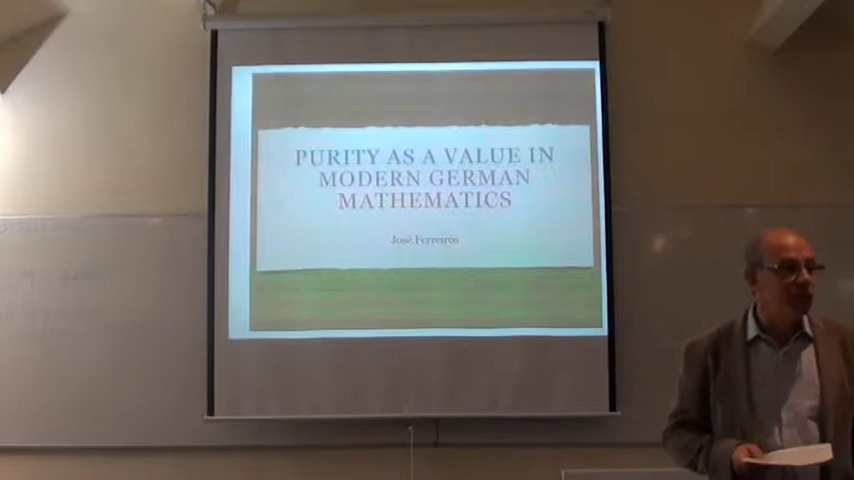 PURITY AS A VALUE IN
MODERN GERMAN
MATHEMATICS
José Ferreirós